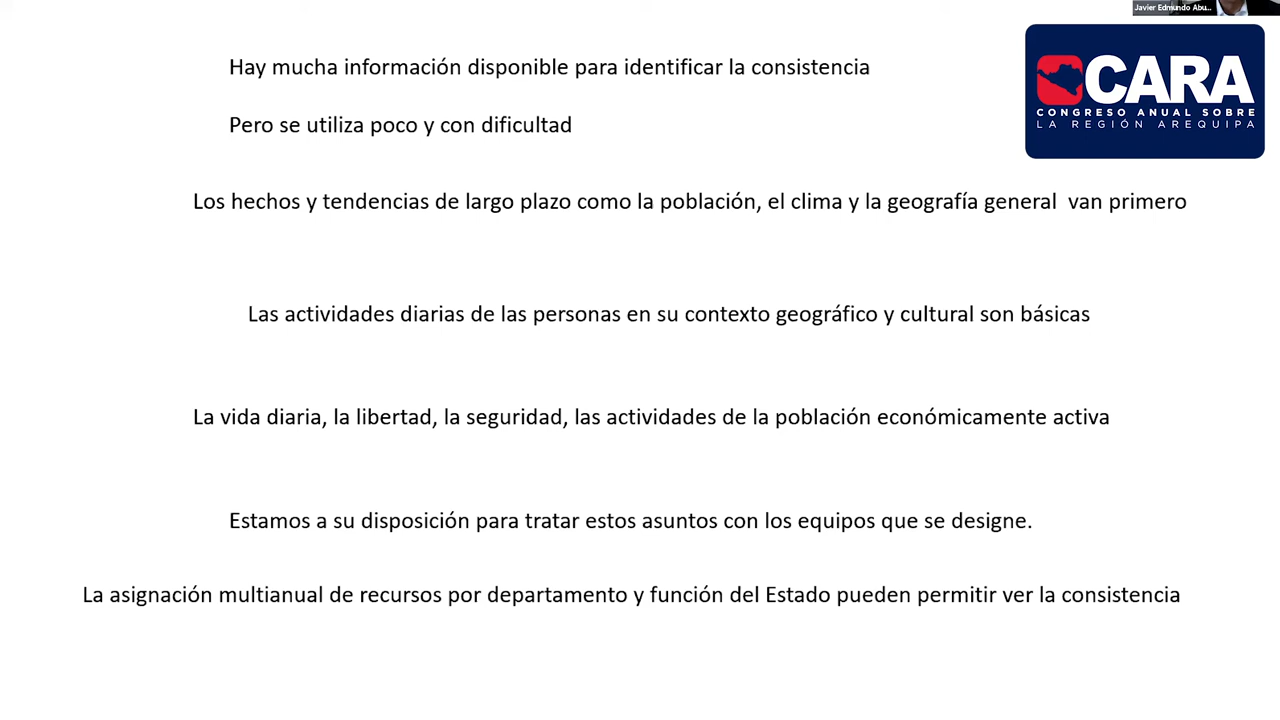 Javier Edmundo Abu...
CARA
CONGRESO ANUAL SOBRE
LA REGIÓN AREQUIPA
Hay mucha información disponible para identificar la consistencia
Pero se utiliza poco y con dificultad
Los hechos y tendencias de largo plazo como la población, el clima y la geografía general  van primero
Las actividades diarias de las personas en su contexto geográfico y cultural son básicas
La vida diaria, la libertad, la seguridad, las actividades de la población económicamente activa
Estamos a su disposición para tratar estos asuntos con los equipos que se designe.
La asignación multianual de recursos por departamento y función del Estado pueden permitir ver la consistencia